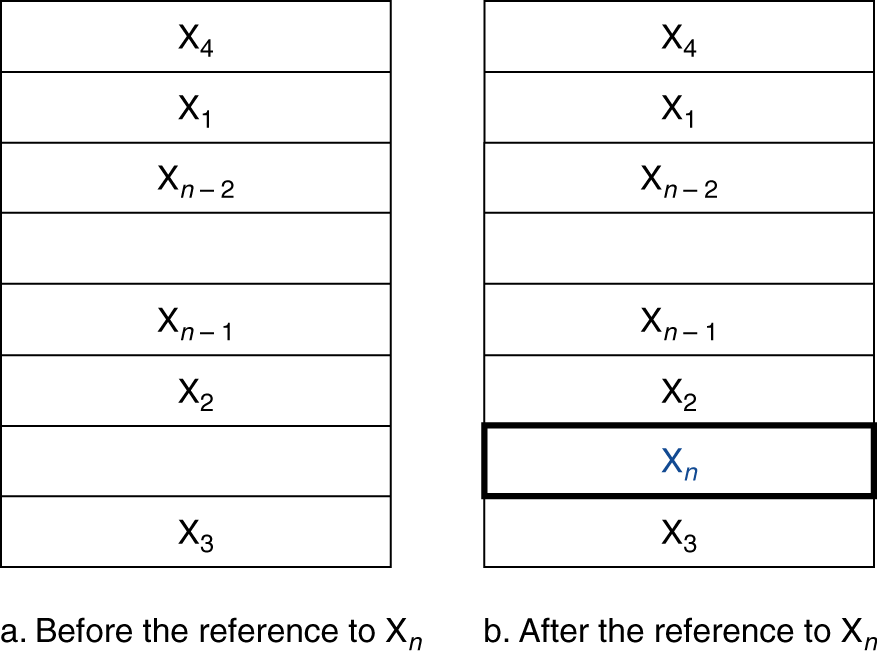 X₄
X₁
Xₙ₋₂
Xₙ₋₁
X₂
X₃
a. Before the reference to Xₙ
X₄
X₁
Xₙ₋₂
Xₙ₋₁
X₂
Xₙ
X₃
b. After the reference to Xₙ